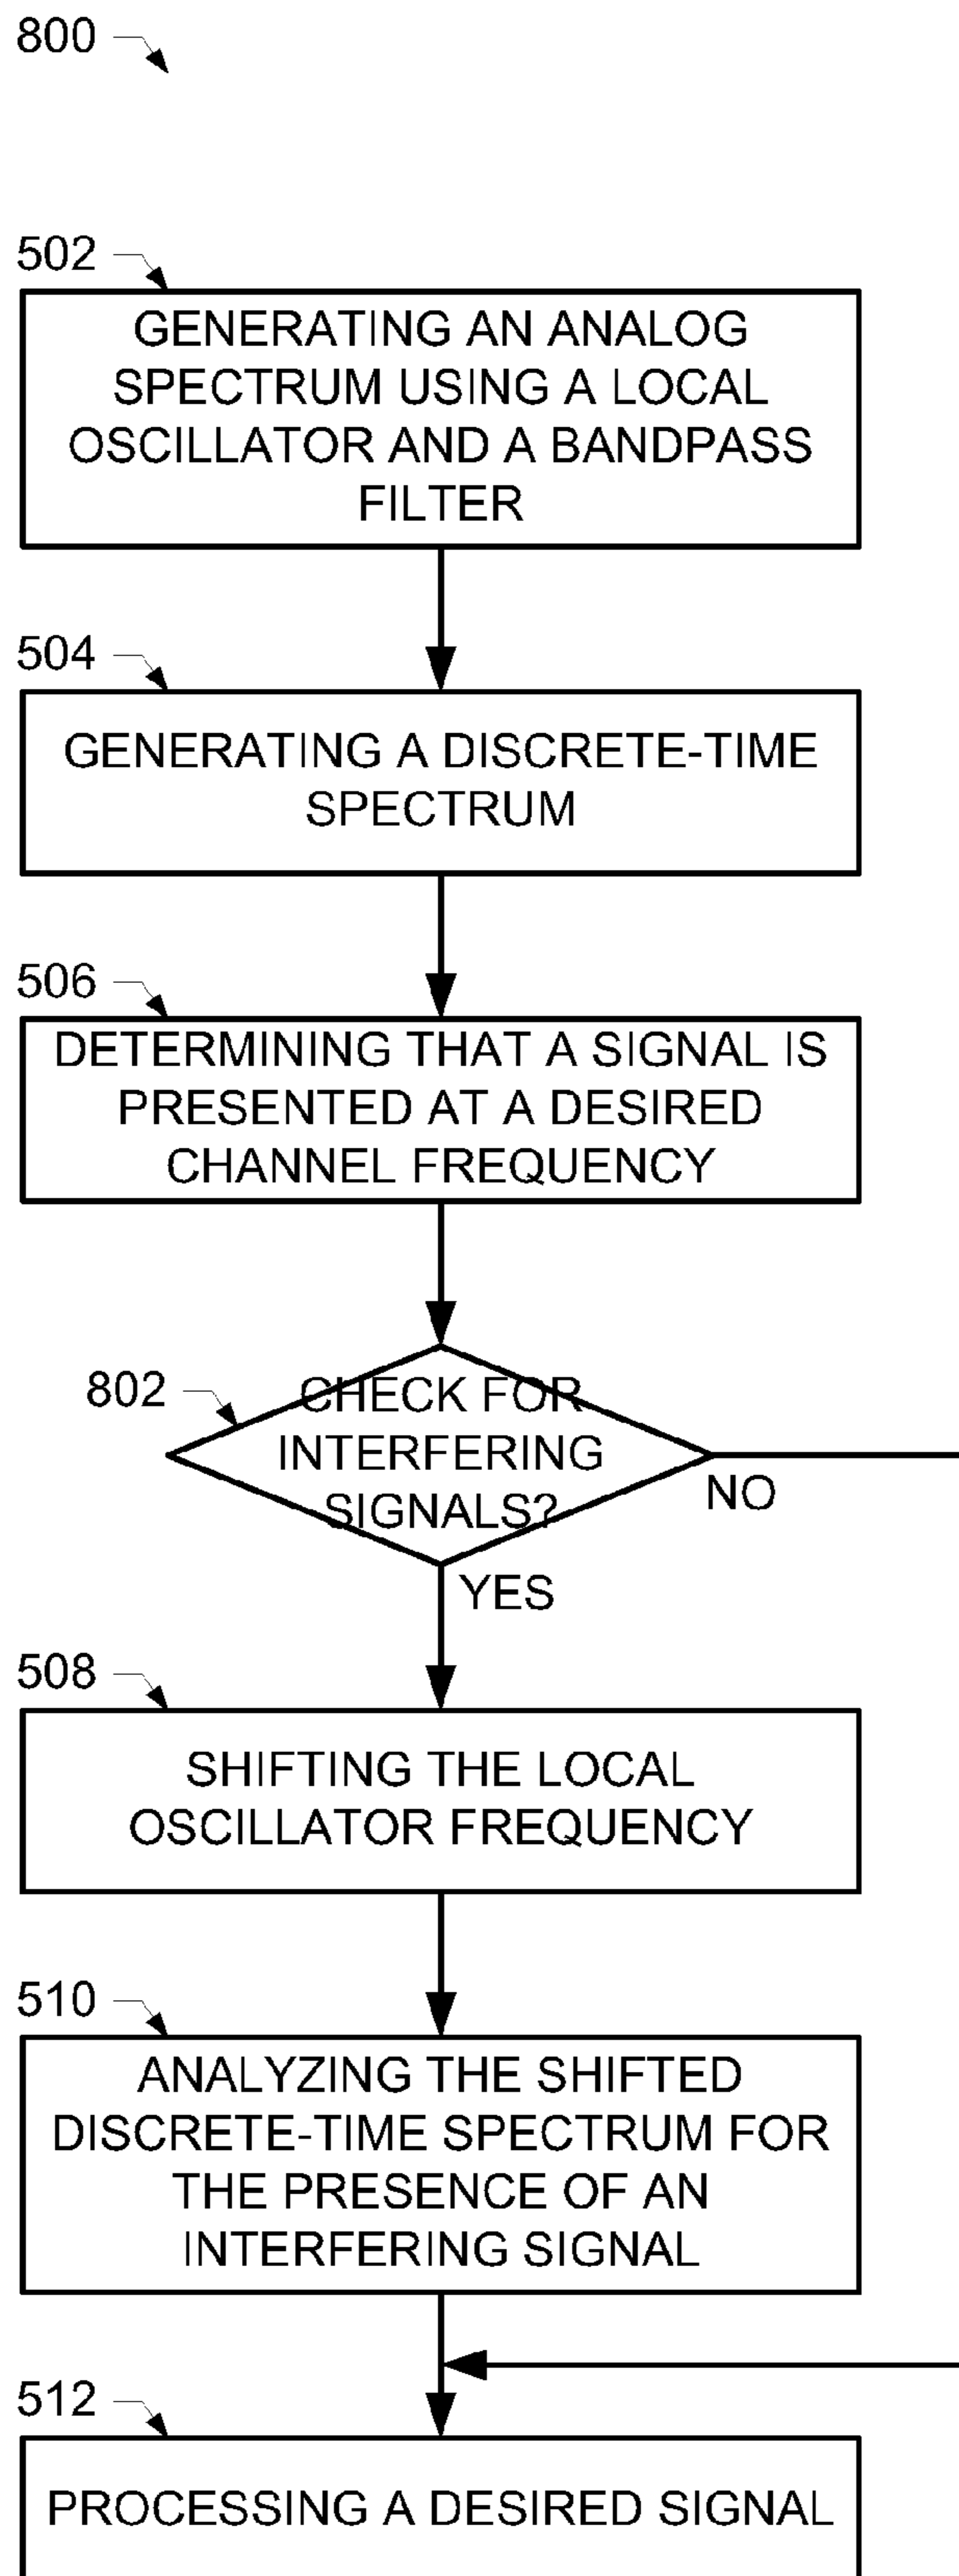 800
502
GENERATING AN ANALOG
SPECTRUM USING A LOCAL
OSCILLATOR AND A BANDPASS
FILTER
504
GENERATING A DISCRETE-TIME
SPECTRUM
506
DETERMINING THAT A SIGNAL IS
PRESENTED AT A DESIRED
CHANNEL FREQUENCY
802
CHECK FOR
INTERFERING
SIGNALS?
NO
YES
508
SHIFTING THE LOCAL
OSCILLATOR FREQUENCY
510
ANALYZING THE SHIFTED
DISCRETE-TIME SPECTRUM FOR
THE PRESENCE OF AN
INTERFERING SIGNAL
512
PROCESSING A DESIRED SIGNAL